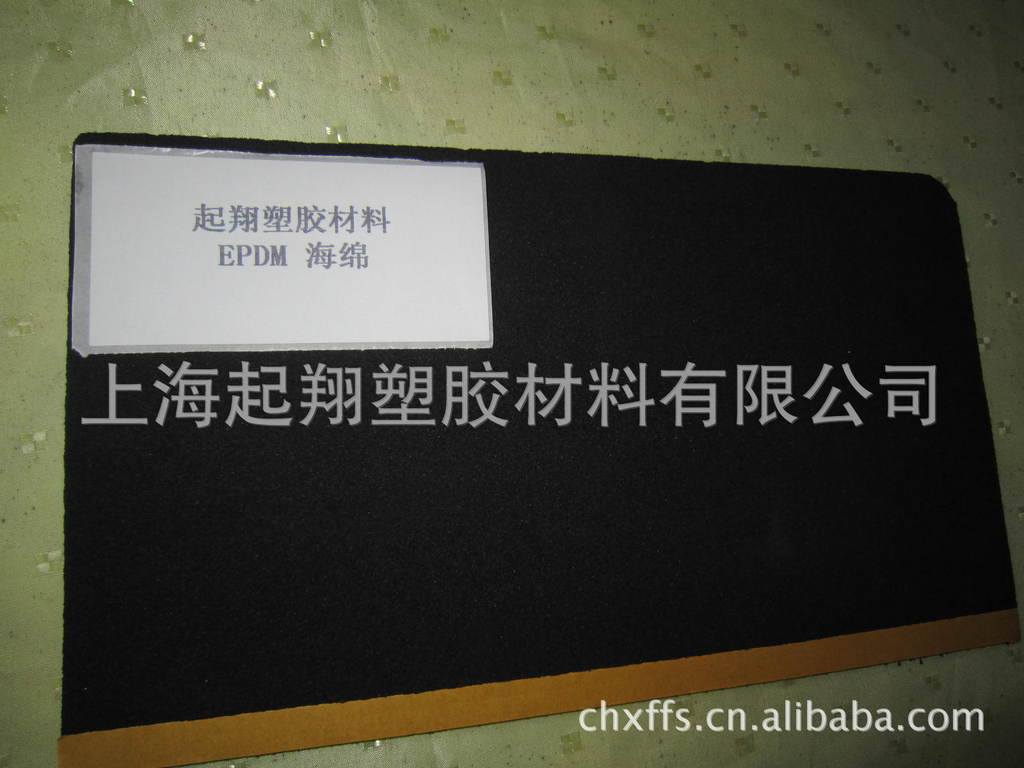 起翔塑胶材料
EPDM 海绵
上海起翔塑胶材料有限公司
chxffs.cn.alibaba.com